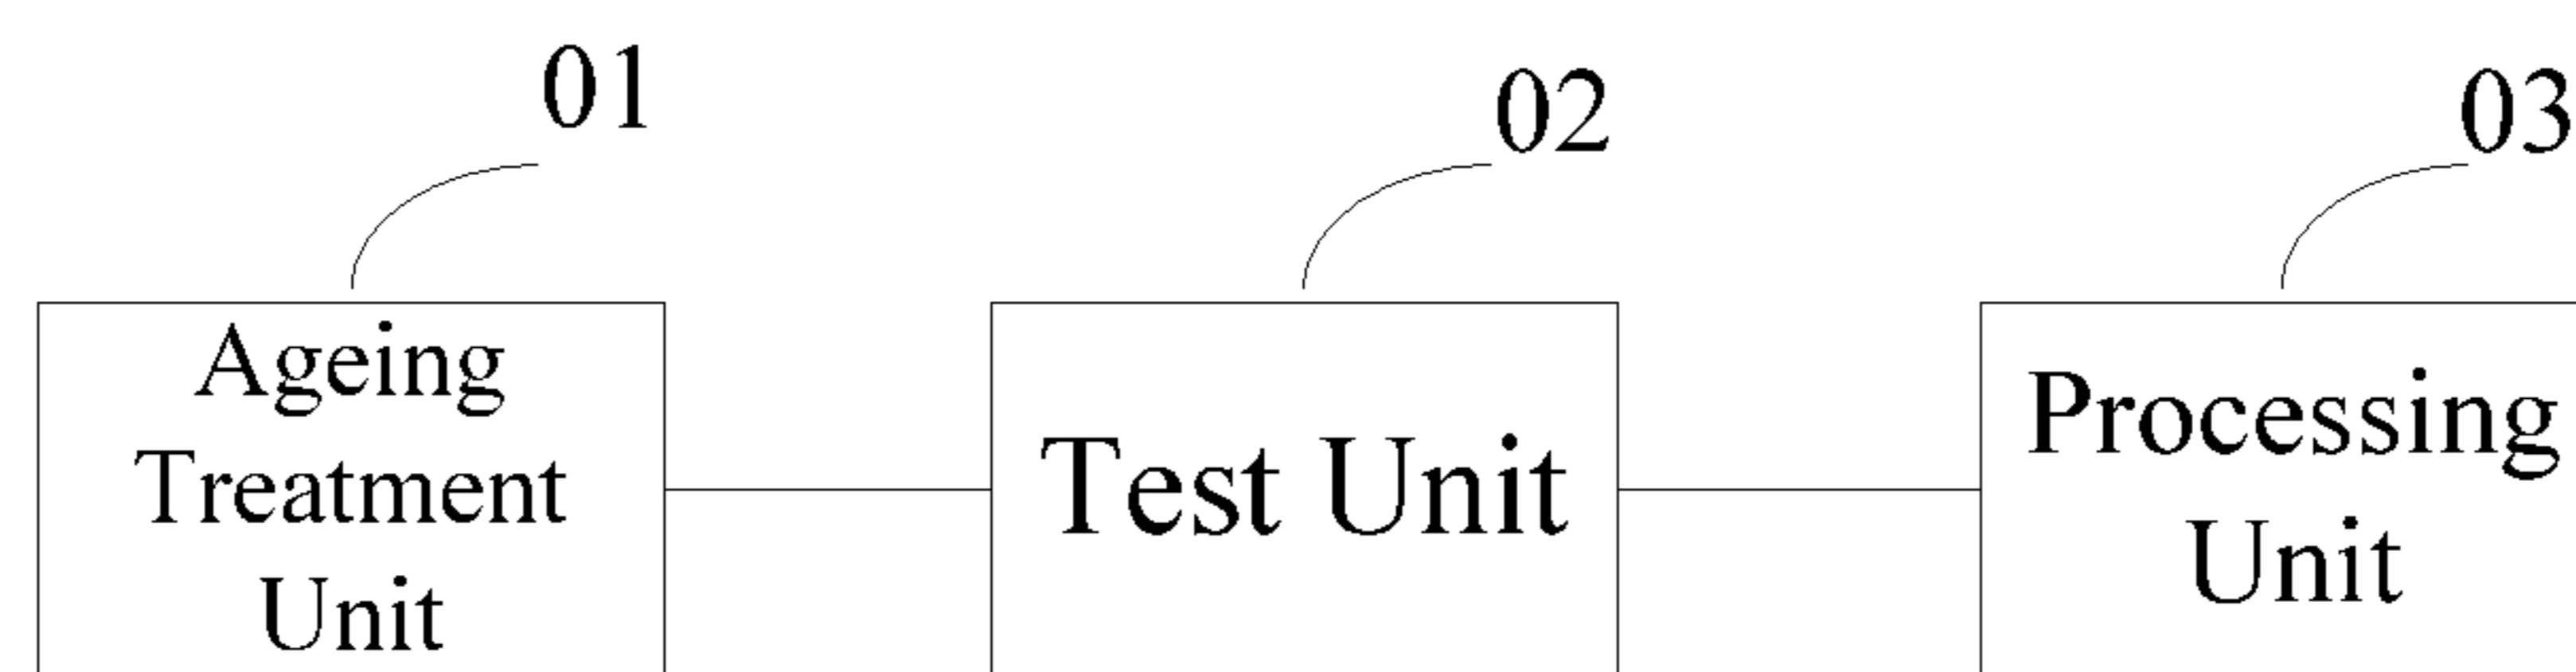 01
02
03
Ageing
Treatment
Unit
Test Unit
Processing
Unit